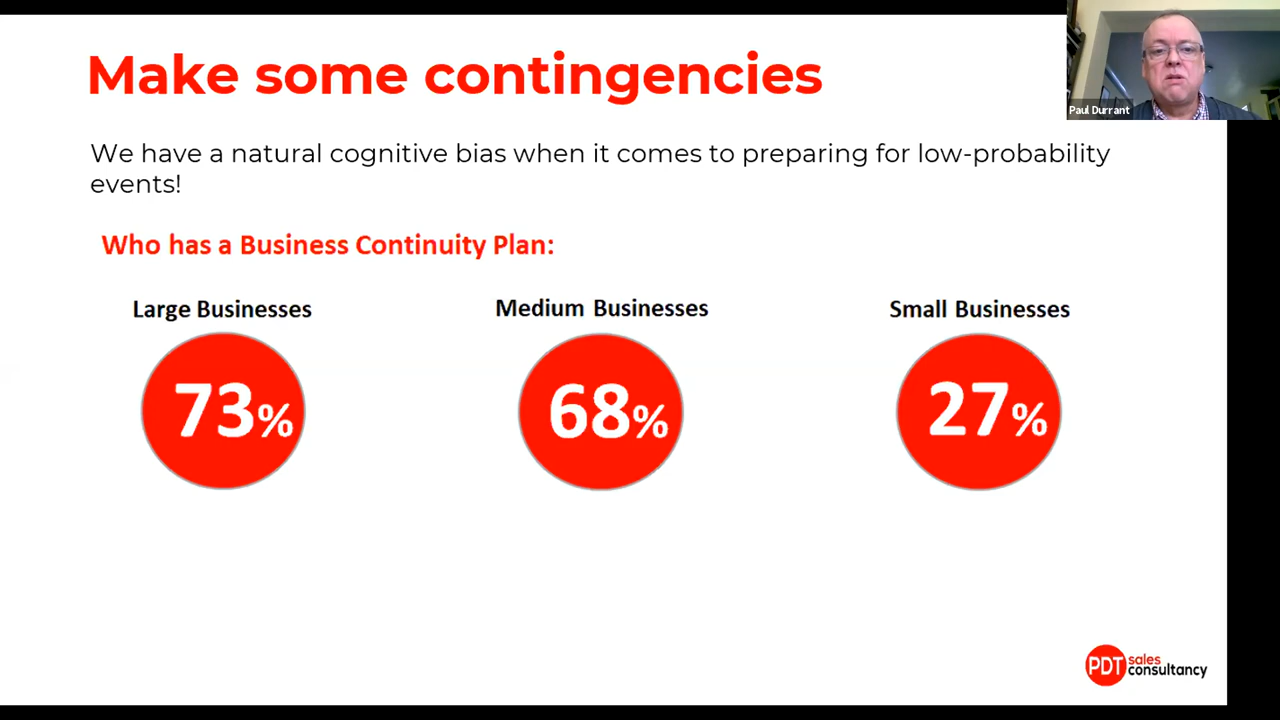 Make some contingencies
Paul Durrant
We have a natural cognitive bias when it comes to preparing for low-probability
events!
Who has a Business Continuity Plan:
Large Businesses
Medium Businesses
Small Businesses
73%
68%
27%
PDT sales
consultancy